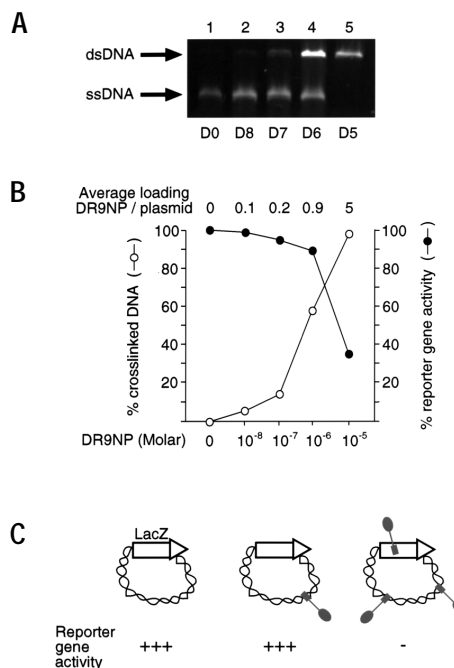 A
1 2 3 4 5
dsDNA
ssDNA
D0 D8 D7 D6 D5
B
Average loading
DR9NP / plasmid 0 0.1 0.2 0.9 5
% crosslinked DNA (—○—)
100%
80
60
40
20
100%
80
60
40
20
% reporter gene activity (—●—)
DR9NP (Molar) 0 10⁻⁸ 10⁻⁷ 10⁻⁶ 10⁻⁵
C
LacZ
Reporter
gene +++ +++ -
activity